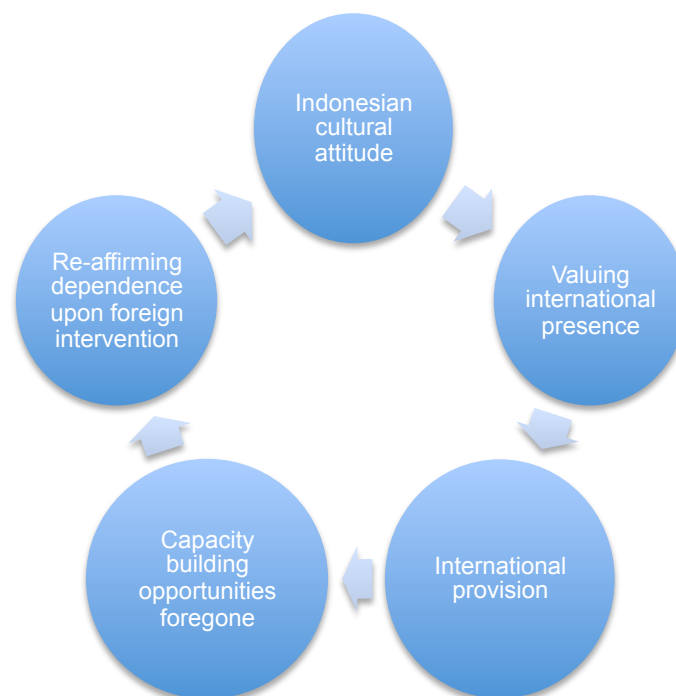 Indonesian
cultural
attitude
Valuing
international
presence
International
provision
Capacity
building
opportunities
foregone
Re-affirming
dependence
upon foreign
intervention